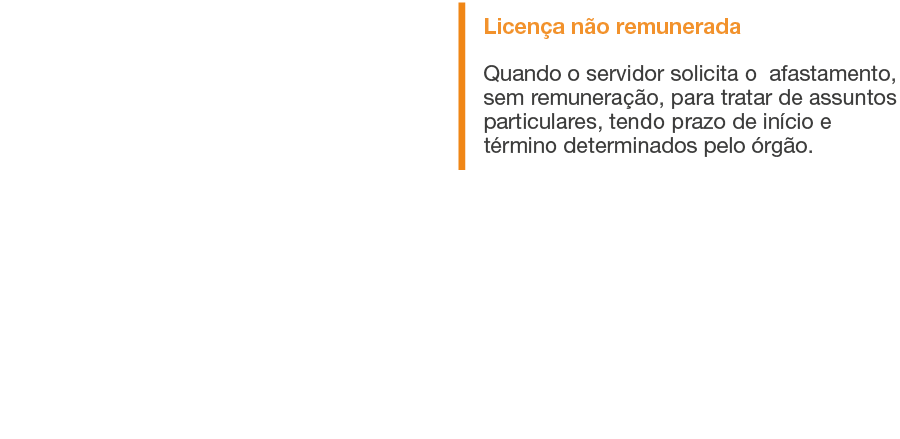 Licença não remunerada
Quando o servidor solicita o  afastamento,
sem remuneração, para tratar de assuntos
particulares, tendo prazo de início e
término determinados pelo órgão.